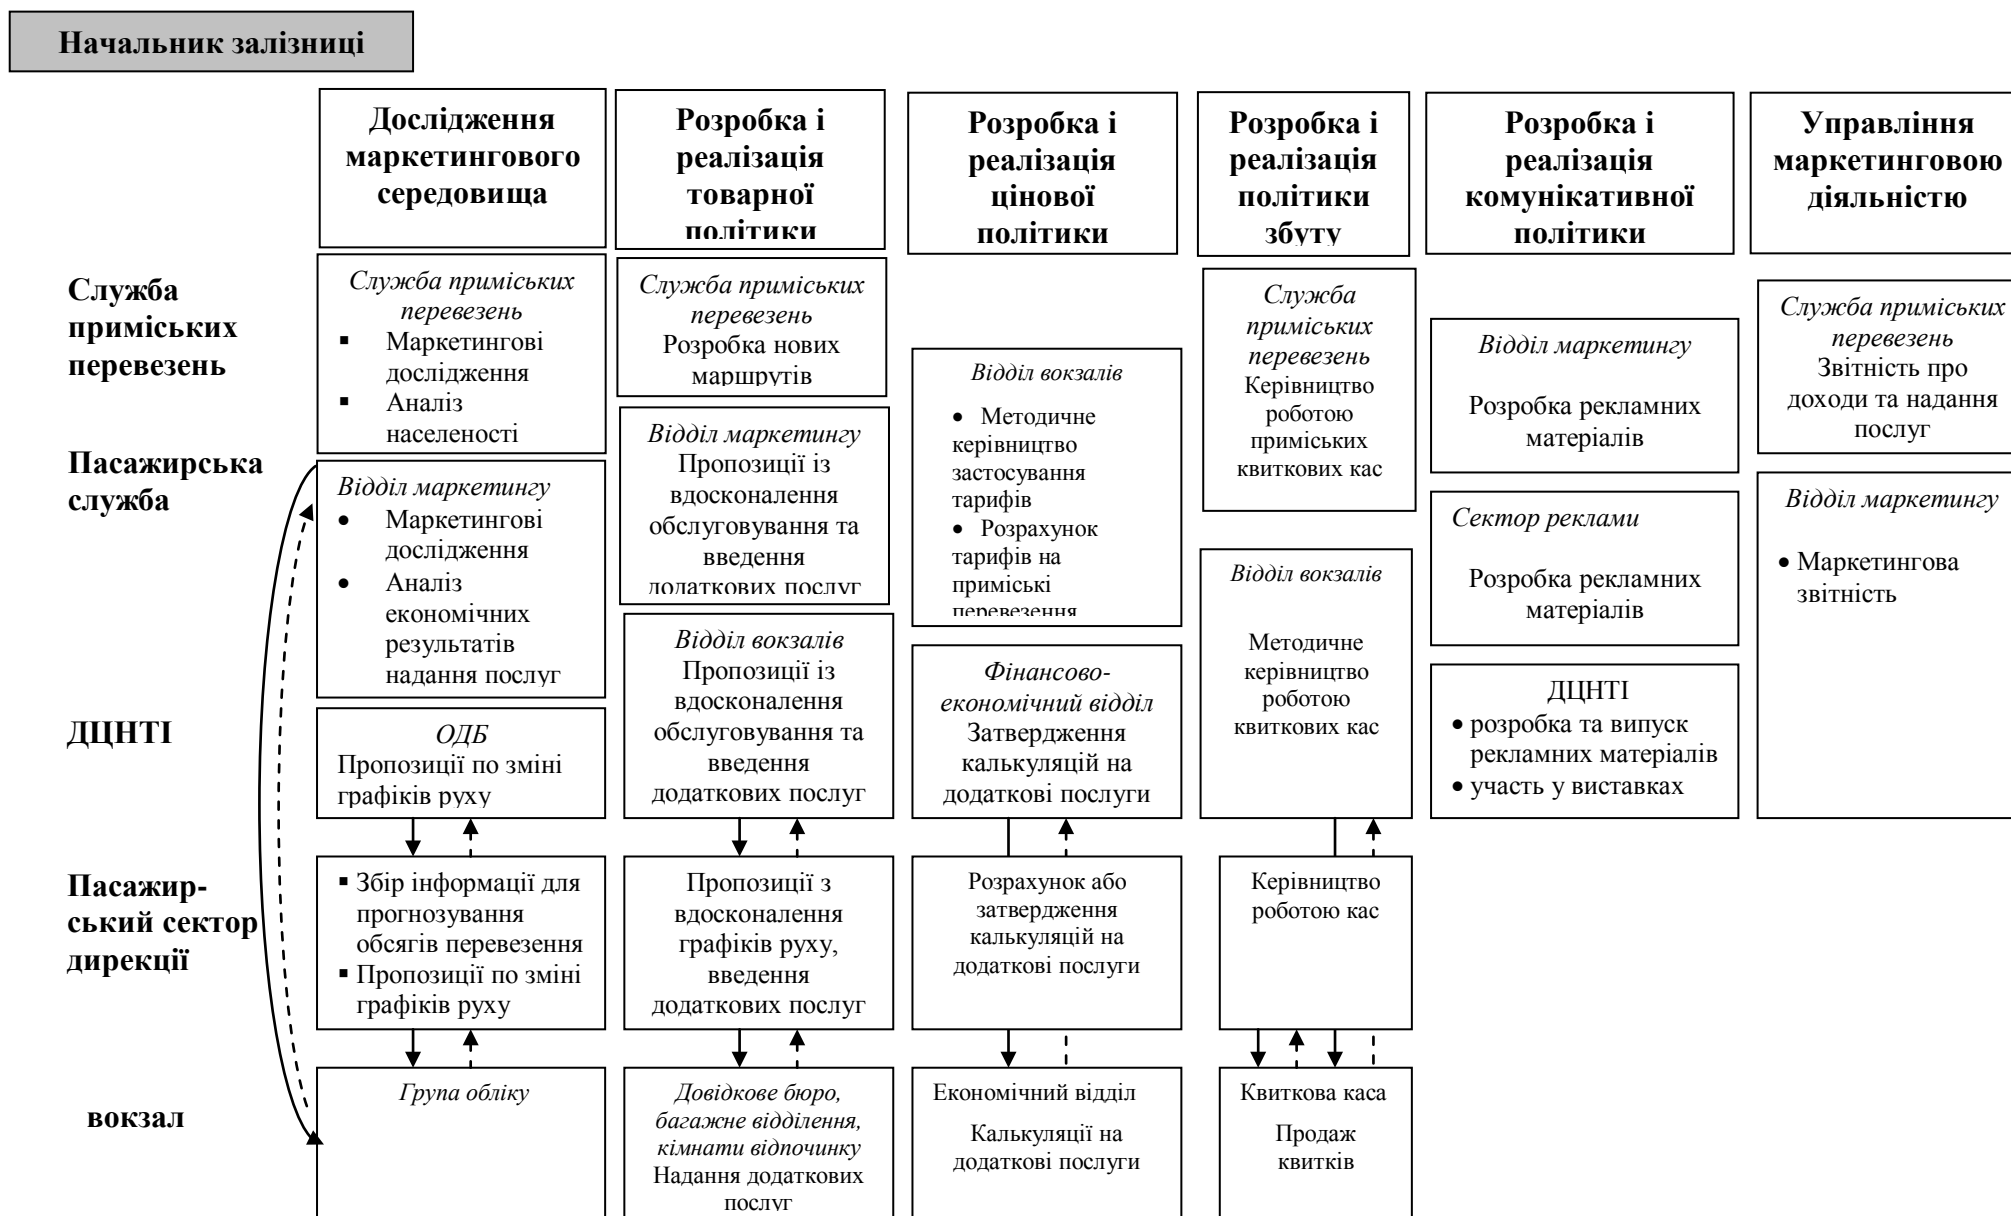 Начальник залізниці
Дослідження
маркетингового
середовища
Розробка і
реалізація
товарної
політики
Розробка і
реалізація
цінової
політики
Розробка і
реалізація
політики
збуту
Розробка і
реалізація
комунікативної
політики
Управління
маркетинговою
діяльністю
Служба
приміських
перевезень
Служба приміських
перевезень
▪ Маркетингові
дослідження
▪ Аналіз
населеності
Служба приміських
перевезень
Розробка нових
маршрутів
Відділ вокзалів
• Методичне
керівництво
застосування
тарифів
• Розрахунок
тарифів на
приміські
перевезення
Служба
приміських
перевезень
Керівництво
роботою
приміських
квиткових кас
Відділ маркетингу
Розробка рекламних
матеріалів
Служба приміських
перевезень
Звітність про
доходи та надання
послуг
Пасажирська
служба
Відділ маркетингу
• Маркетингові
дослідження
• Аналіз
економічних
результатів
надання послуг
Відділ маркетингу
Пропозиції із
вдосконалення
обслуговування та
введення
додаткових послуг
Відділ вокзалів
Методичне
керівництво
роботою
квиткових кас
Сектор реклами
Розробка рекламних
матеріалів
Відділ маркетингу
• Маркетингова
звітність
Відділ вокзалів
Пропозиції із
вдосконалення
обслуговування та
введення
додаткових послуг
Фінансово-
економічний відділ
Затвердження
калькуляцій на
додаткові послуги
ДЦНТІ
ОДБ
Пропозиції по зміні
графіків руху
ДЦНТІ
• розробка та випуск
рекламних матеріалів
• участь у виставках
Пасажир-
ський сектор
дирекції
▪ Збір інформації для
прогнозування
обсягів перевезення
▪ Пропозиції по зміні
графіків руху
Пропозиції з
вдосконалення
графіків руху,
введення
додаткових послуг
Розрахунок або
затвердження
калькуляцій на
додаткові послуги
Керівництво
роботою кас
вокзал
Група обліку
Довідкове бюро,
багажне відділення,
кімнати відпочинку
Надання додаткових
послуг
Економічний відділ
Калькуляції на
додаткові послуги
Квиткова каса
Продаж
квитків